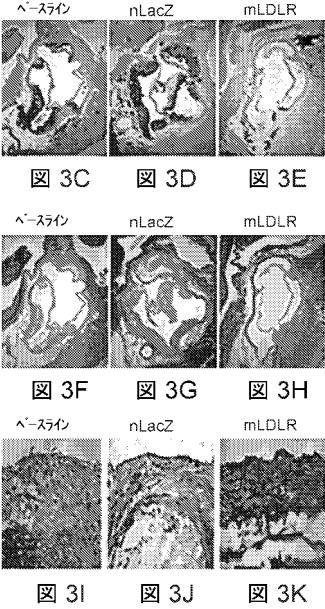 ﾍﾞｰｽﾗｲﾝ nLacZ mLDLR
図 3C 図 3D 図 3E
ﾍﾞｰｽﾗｲﾝ nLacZ mLDLR
図 3F 図 3G 図 3H
ﾍﾞｰｽﾗｲﾝ nLacZ mLDLR
図 3I 図 3J 図 3K